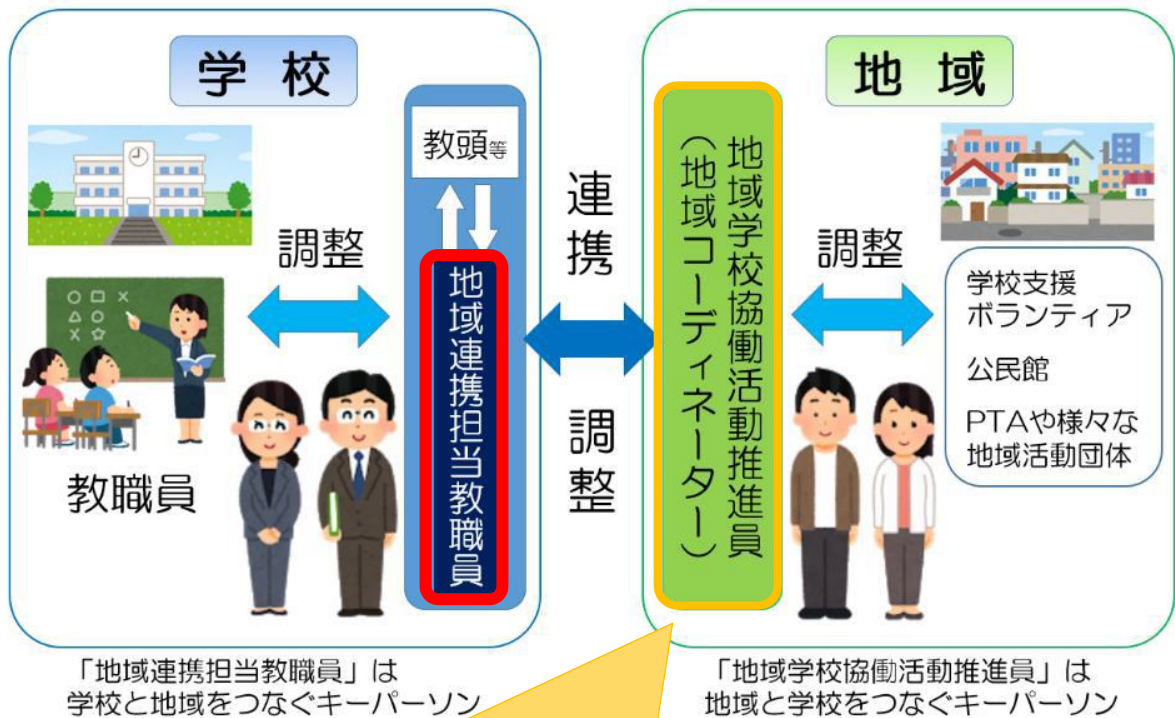 学校
教頭等
調整
地域連携担当教職員
教職員
連携
調整
地域
地域学校協働活動推進員
（地域コーディネーター）
調整
学校支援
ボランティア
公民館
PTAや様々な
地域活動団体
「地域連携担当教職員」は
学校と地域をつなぐキーパーソン
「地域学校協働活動推進員」は
地域と学校をつなぐキーパーソン